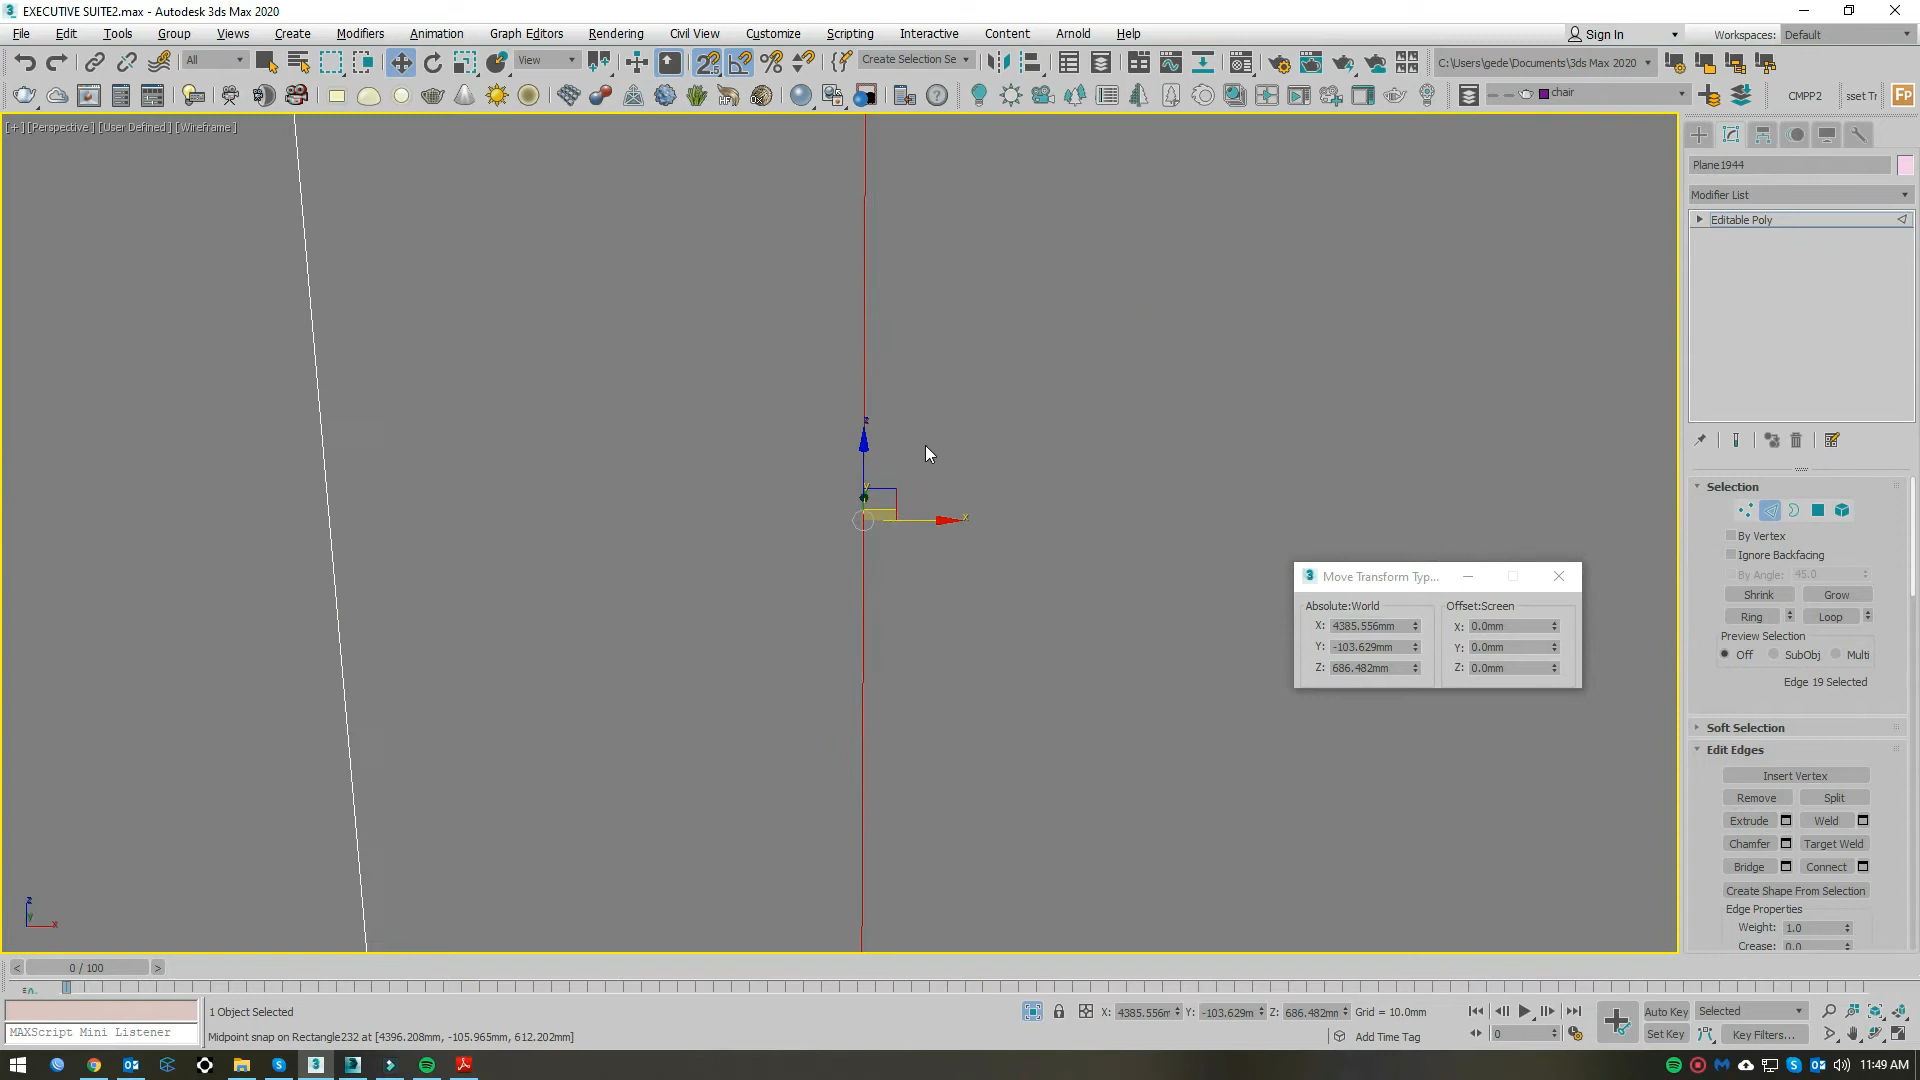 EXECUTIVE SUITE2.max - Autodesk 3ds Max 2020
File Edit Tools Group Views Create Modifiers Animation Graph Editors Rendering Civil View Customize Scripting Interactive Content Arnold Help
Sign In
Workspaces: Default
All
View
Create Selection Se
C:\Users\gede\Documents\3ds Max 2020
chair
CMPP2
sset Tr
[+] [Perspective] [User Defined] [Wireframe]
Plane1944
Modifier List
Editable Poly
z
y
x
Selection
By Vertex
Ignore Backfacing
By Angle: 45.0
Shrink Grow
Ring Loop
Preview Selection
Off SubObj Multi
Edge 19 Selected
Move Transform Typ...
Absolute:World Offset:Screen
X: 4385.556mm X: 0.0mm
Y: -103.629mm Y: 0.0mm
Z: 686.482mm Z: 0.0mm
Soft Selection
Edit Edges
Insert Vertex
Remove Split
Extrude Weld
Chamfer Target Weld
Bridge Connect
Create Shape From Selection
Edge Properties
Weight: 1.0
Crease: 0.0
z
y
x
< 0 / 100 >
1 Object Selected
X: 4385.556m Y: -103.629m Z: 686.482mm Grid = 10.0mm
Auto Key Selected
MAXScript Mini Listener
Midpoint snap on Rectangle232 at [4396.208mm, -105.965mm, 612.202mm]
Add Time Tag
0
Set Key Key Filters...
11:49 AM